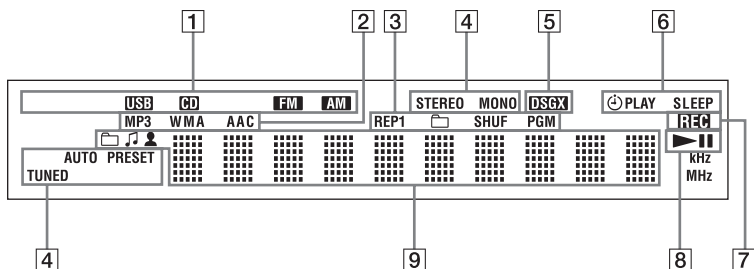 1 2 3 4 5 6
USB CD FM AM STEREO MONO DSGX PLAY SLEEP
MP3 WMA AAC REP1 SHUF PGM REC
AUTO PRESET kHz
TUNED MHz
4 9 8 7